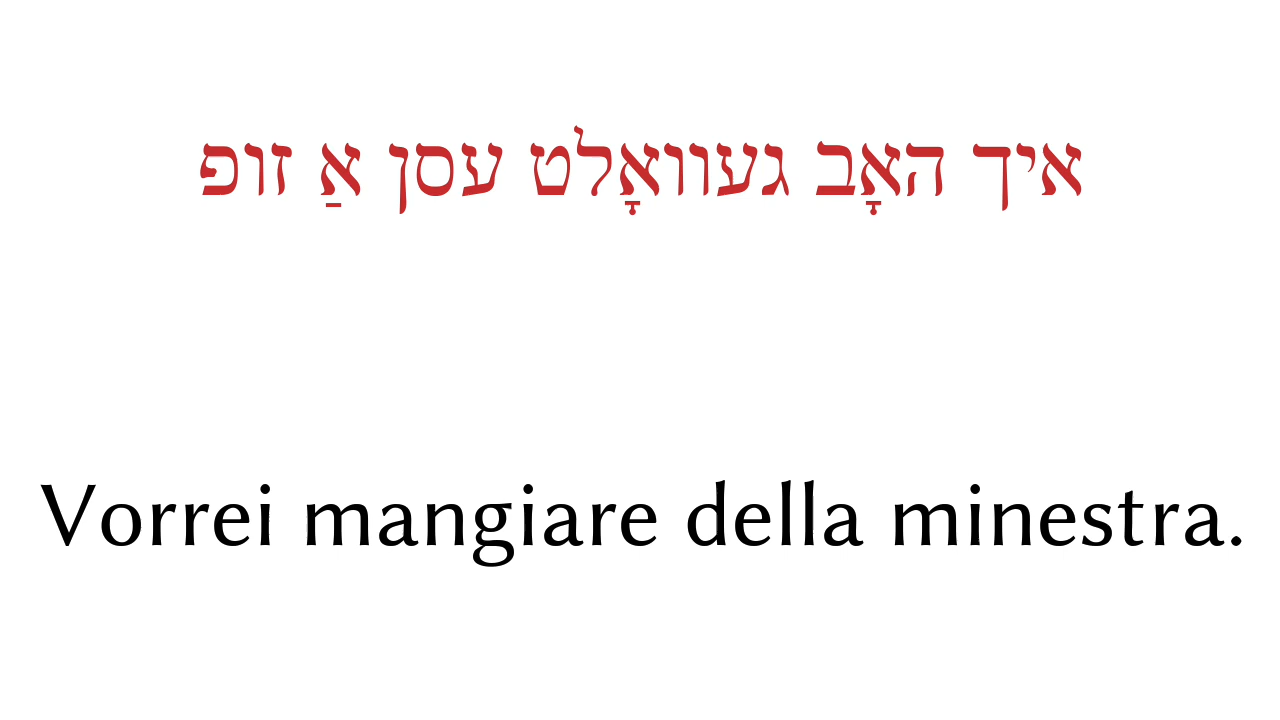 איך האָב געוואָלט עסן אַ זופ
Vorrei mangiare della minestra.